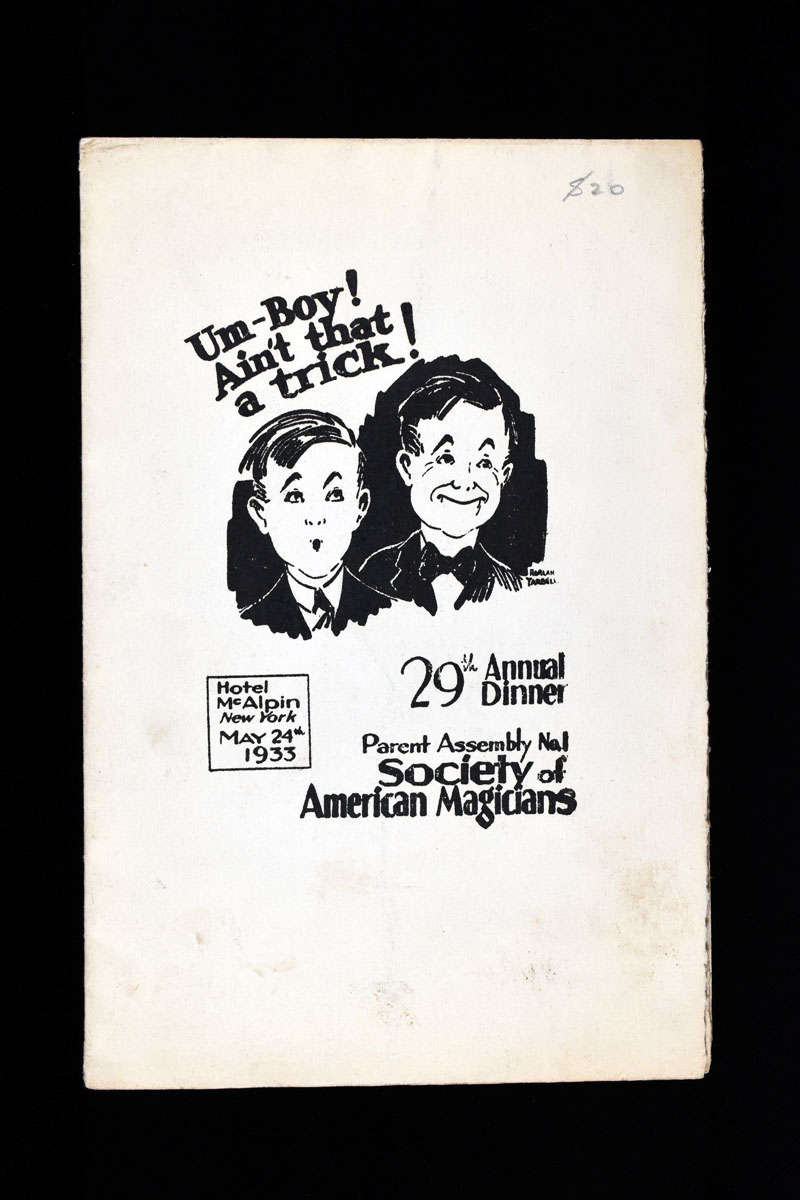 $20
Um-Boy!
Ain't that
a trick!
HARLAN
TARBELL
29th Annual
Dinner
Hotel
McAlpin
New York
MAY 24th
1933
Parent Assembly No.1
Society of
American Magicians